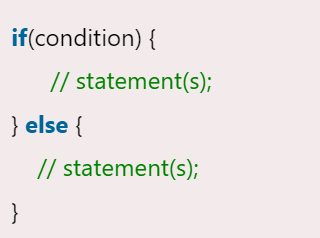 if(condition) {
// statement(s);
} else {
// statement(s);
}